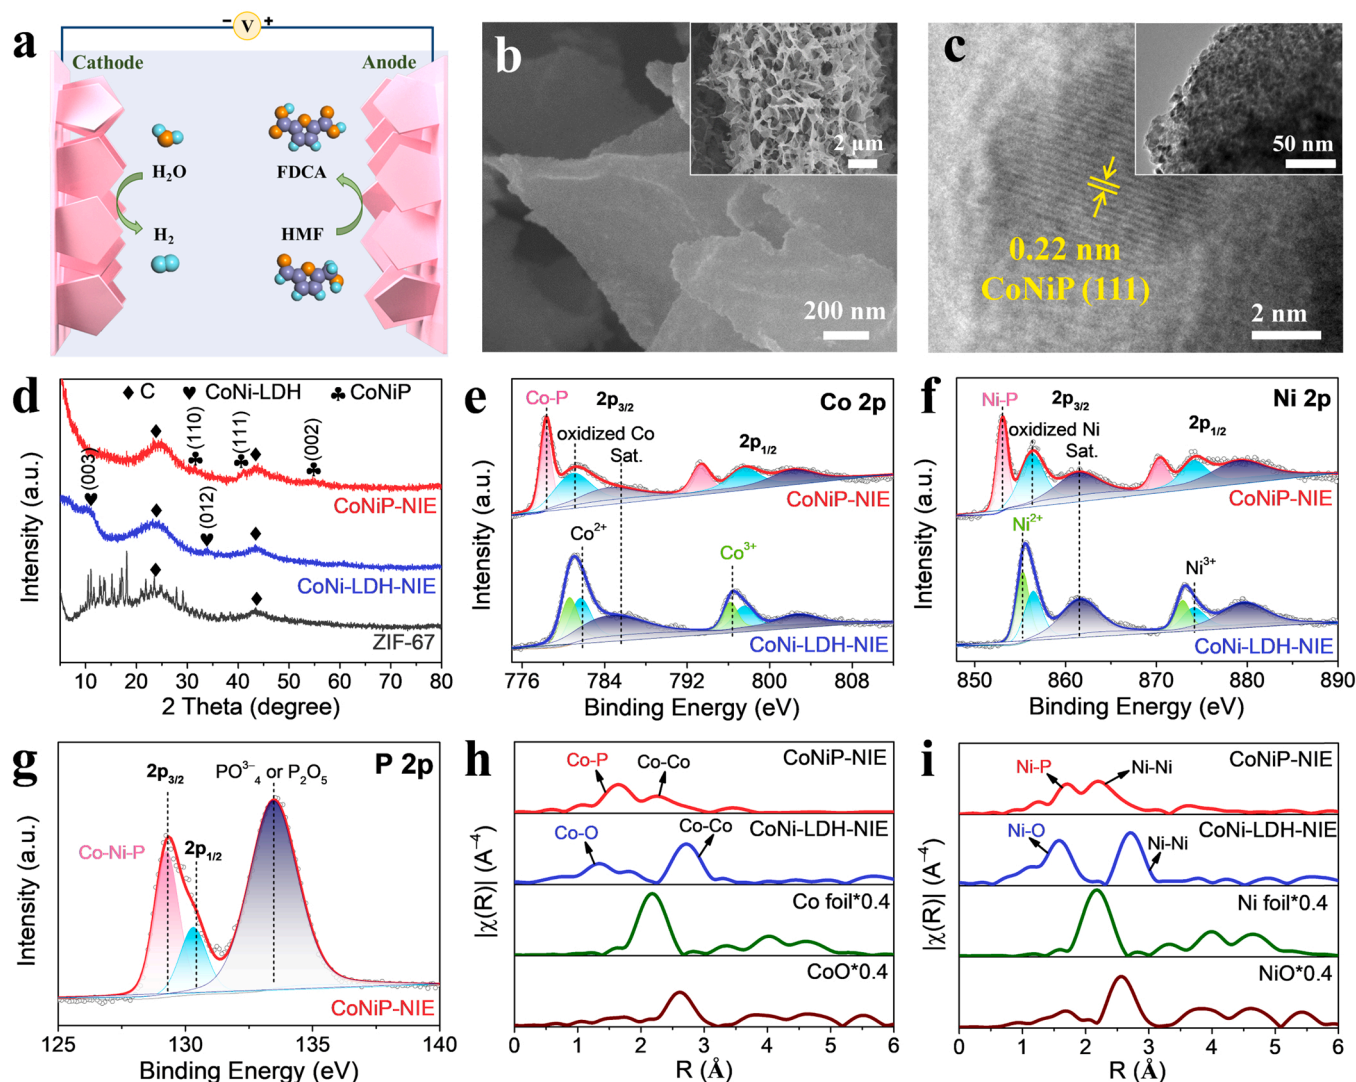 a
− V +
Cathode
Anode
H2O
FDCA
H2
HMF
b
2 μm
200 nm
c
50 nm
0.22 nm
CoNiP (111)
2 nm
d
♦ C ♥ CoNi-LDH ♣ CoNiP
(003)
(110)
(111)
(002)
CoNiP-NIE
(012)
CoNi-LDH-NIE
ZIF-67
Intensity (a.u.)
10 20 30 40 50 60 70 80
2 Theta (degree)
e
Co 2p
Co-P
2p3/2
oxidized Co
Sat.
2p1/2
CoNiP-NIE
Co2+
Co3+
CoNi-LDH-NIE
Intensity (a.u.)
776 784 792 800 808
Binding Energy (eV)
f
Ni 2p
Ni-P
2p3/2
oxidized Ni
Sat.
2p1/2
CoNiP-NIE
Ni2+
Ni3+
CoNi-LDH-NIE
Intensity (a.u.)
850 860 870 880 890
Binding Energy (eV)
g
P 2p
2p3/2
PO3−4 or P2O5
Co-Ni-P
2p1/2
CoNiP-NIE
Intensity (a.u.)
125 130 135 140
Binding Energy (eV)
h
CoNiP-NIE
Co-P
Co-Co
CoNi-LDH-NIE
Co-O
Co-Co
Co foil*0.4
CoO*0.4
|χ(R)| (A−4)
0 1 2 3 4 5 6
R (Å)
i
CoNiP-NIE
Ni-P
Ni-Ni
CoNi-LDH-NIE
Ni-O
Ni-Ni
Ni foil*0.4
NiO*0.4
|χ(R)| (A−4)
0 1 2 3 4 5 6
R (Å)